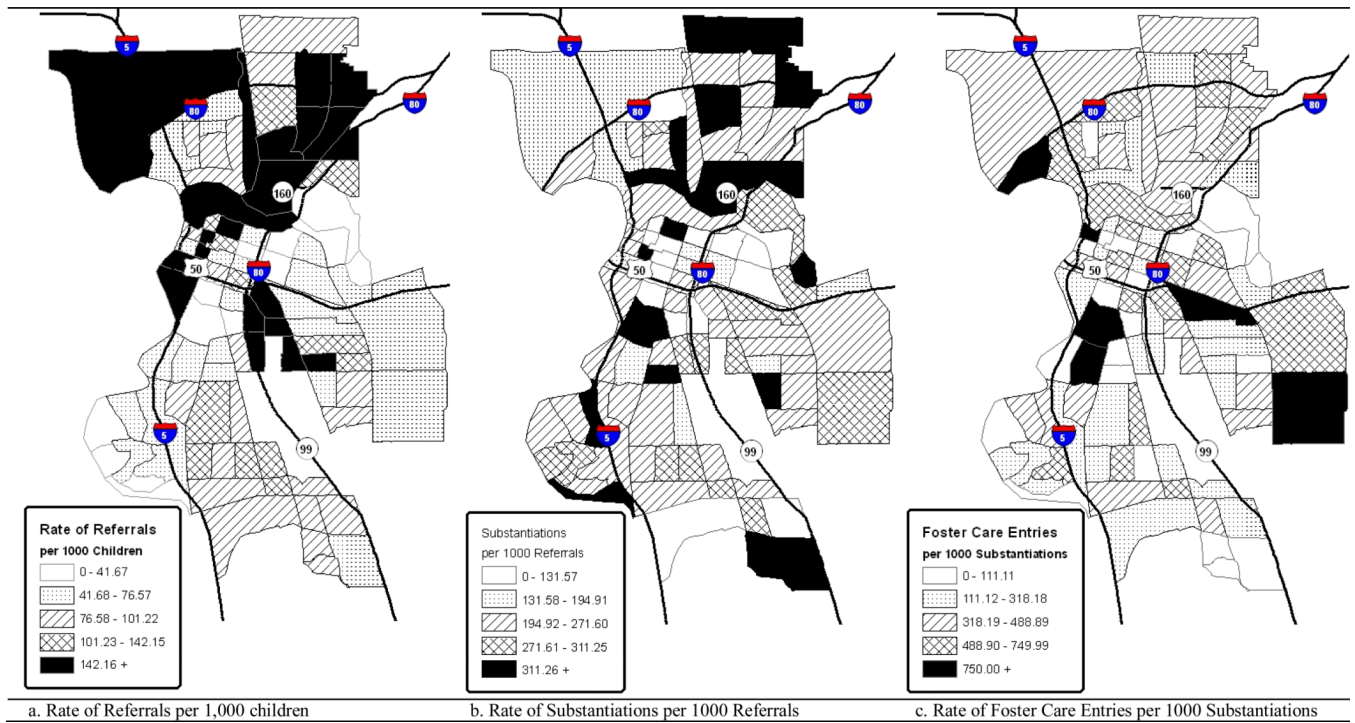 5
80
80
160
50
80
5
99
Rate of Referrals
per 1000 Children
0 - 41.67
41.68 - 76.57
76.58 - 101.22
101.23 - 142.15
142.16 +
5
80
80
160
50
80
5
99
Substantiations
per 1000 Referrals
0 - 131.57
131.58 - 194.91
194.92 - 271.60
271.61 - 311.25
311.26 +
5
80
80
160
50
80
5
99
Foster Care Entries
per 1000 Substantiations
0 - 111.11
111.12 - 318.18
318.19 - 488.89
488.90 - 749.99
750.00 +
a. Rate of Referrals per 1,000 children
b. Rate of Substantiations per 1000 Referrals
c. Rate of Foster Care Entries per 1000 Substantiations